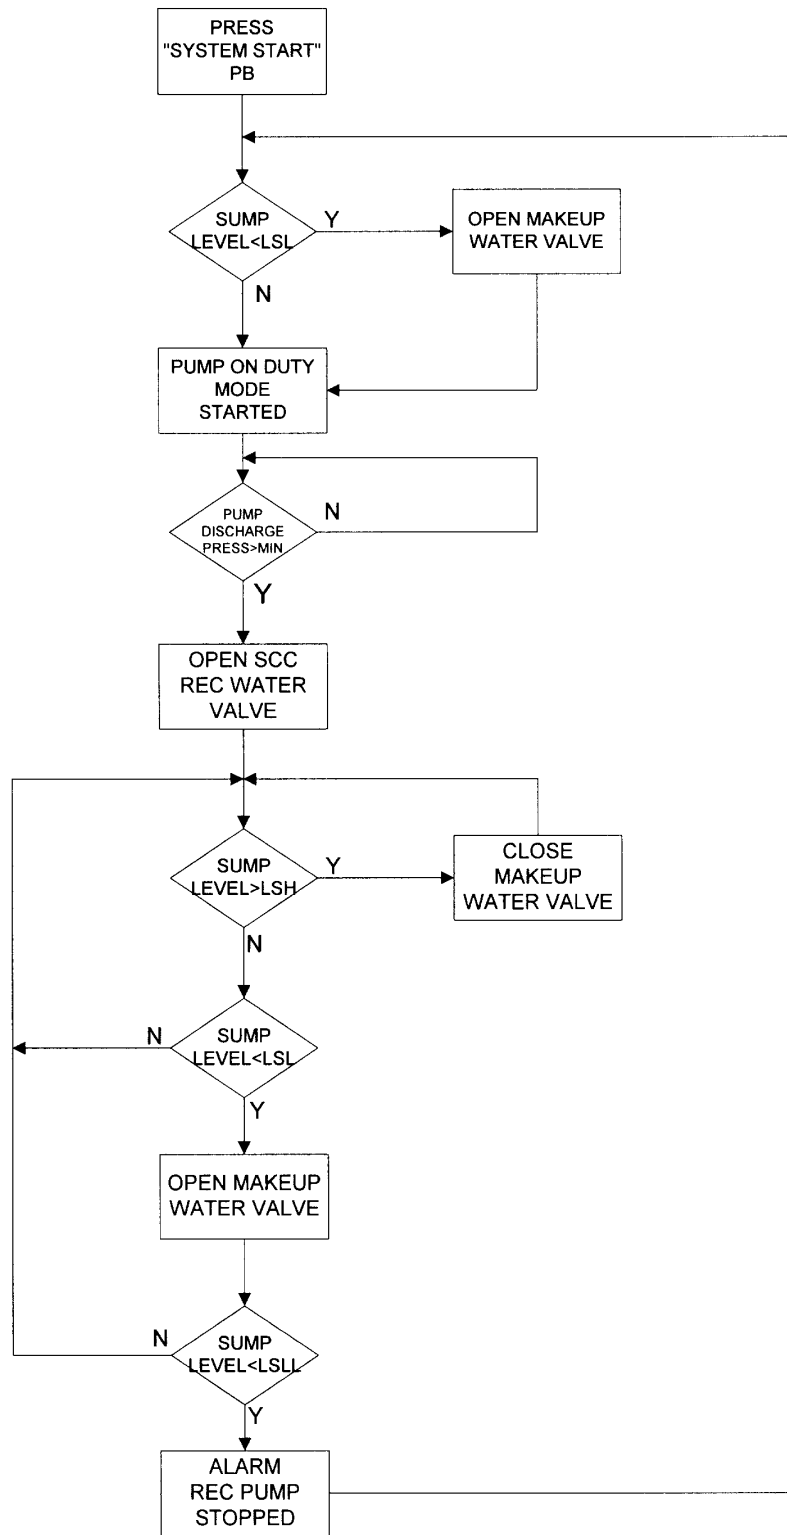 PRESS
"SYSTEM START"
PB
SUMP
LEVEL<LSL
Y
OPEN MAKEUP
WATER VALVE
N
PUMP ON DUTY
MODE
STARTED
PUMP
DISCHARGE
PRESS>MIN
N
Y
OPEN SCC
REC WATER
VALVE
SUMP
LEVEL>LSH
Y
CLOSE
MAKEUP
WATER VALVE
N
N
SUMP
LEVEL<LSL
Y
OPEN MAKEUP
WATER VALVE
N
SUMP
LEVEL<LSLL
Y
ALARM
REC PUMP
STOPPED